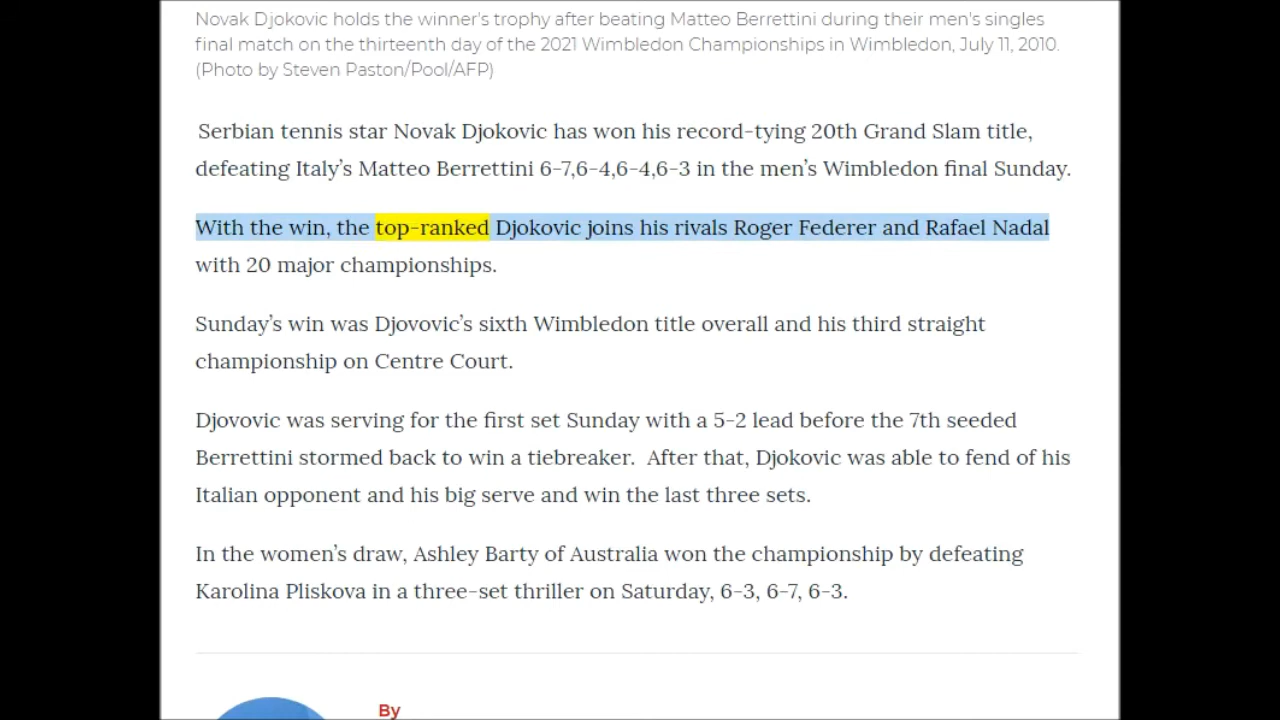 Novak Djokovic holds the winner's trophy after beating Matteo Berrettini during their men's singles
final match on the thirteenth day of the 2021 Wimbledon Championships in Wimbledon, July 11, 2010.
(Photo by Steven Paston/Pool/AFP)
Serbian tennis star Novak Djokovic has won his record-tying 20th Grand Slam title,
defeating Italy’s Matteo Berrettini 6-7,6-4,6-4,6-3 in the men’s Wimbledon final Sunday.
With the win, the top-ranked Djokovic joins his rivals Roger Federer and Rafael Nadal
with 20 major championships.
Sunday’s win was Djovovic’s sixth Wimbledon title overall and his third straight
championship on Centre Court.
Djovovic was serving for the first set Sunday with a 5-2 lead before the 7th seeded
Berrettini stormed back to win a tiebreaker.  After that, Djokovic was able to fend of his
Italian opponent and his big serve and win the last three sets.
In the women’s draw, Ashley Barty of Australia won the championship by defeating
Karolina Pliskova in a three-set thriller on Saturday, 6-3, 6-7, 6-3.
By